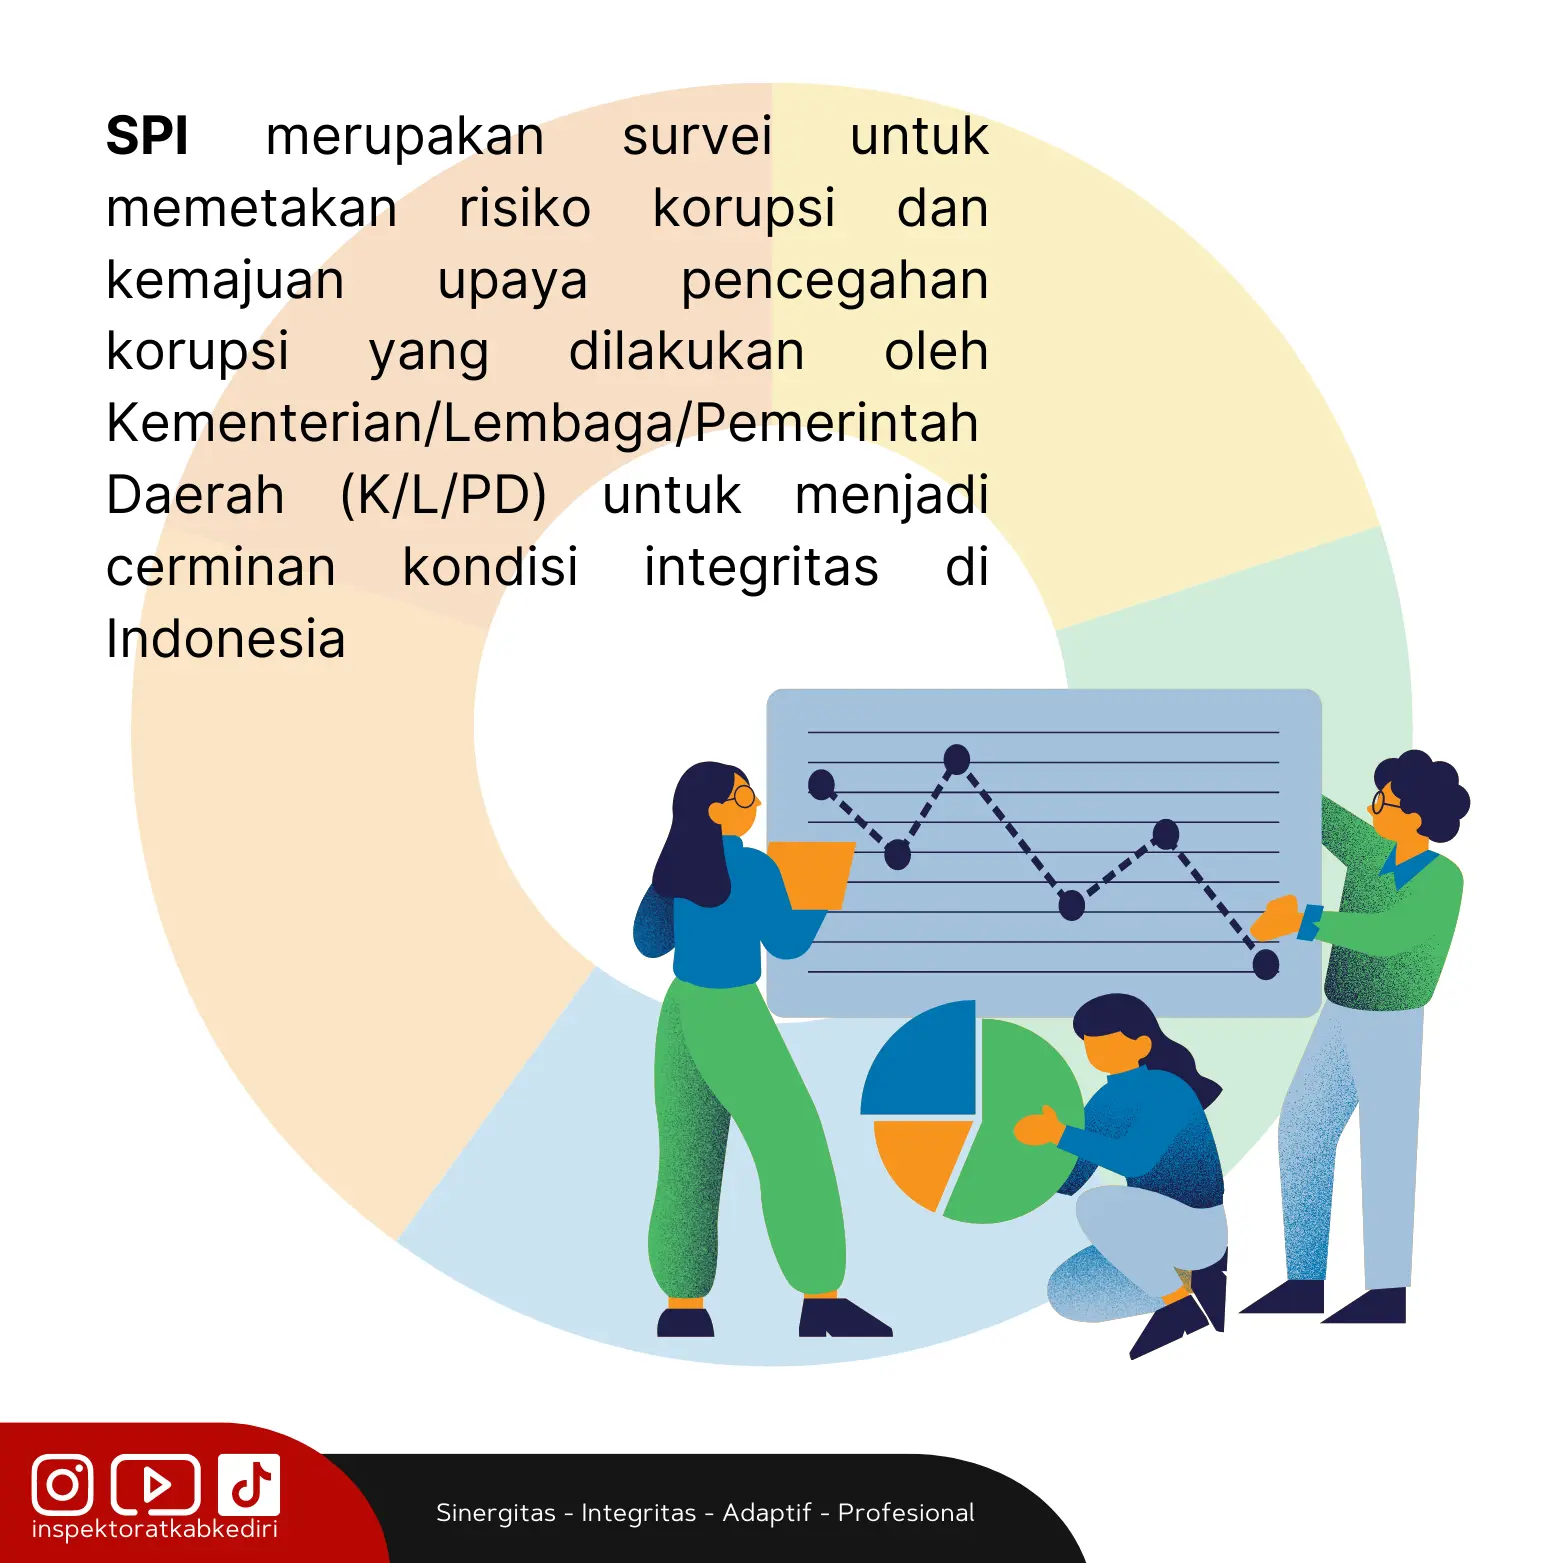 SPI merupakan survei untuk
memetakan risiko korupsi dan
kemajuan upaya pencegahan
korupsi yang dilakukan oleh
Kementerian/Lembaga/Pemerintah
Daerah (K/L/PD) untuk menjadi
cerminan kondisi integritas di
Indonesia
inspektoratkabkediri
Sinergitas - Integritas - Adaptif - Profesional